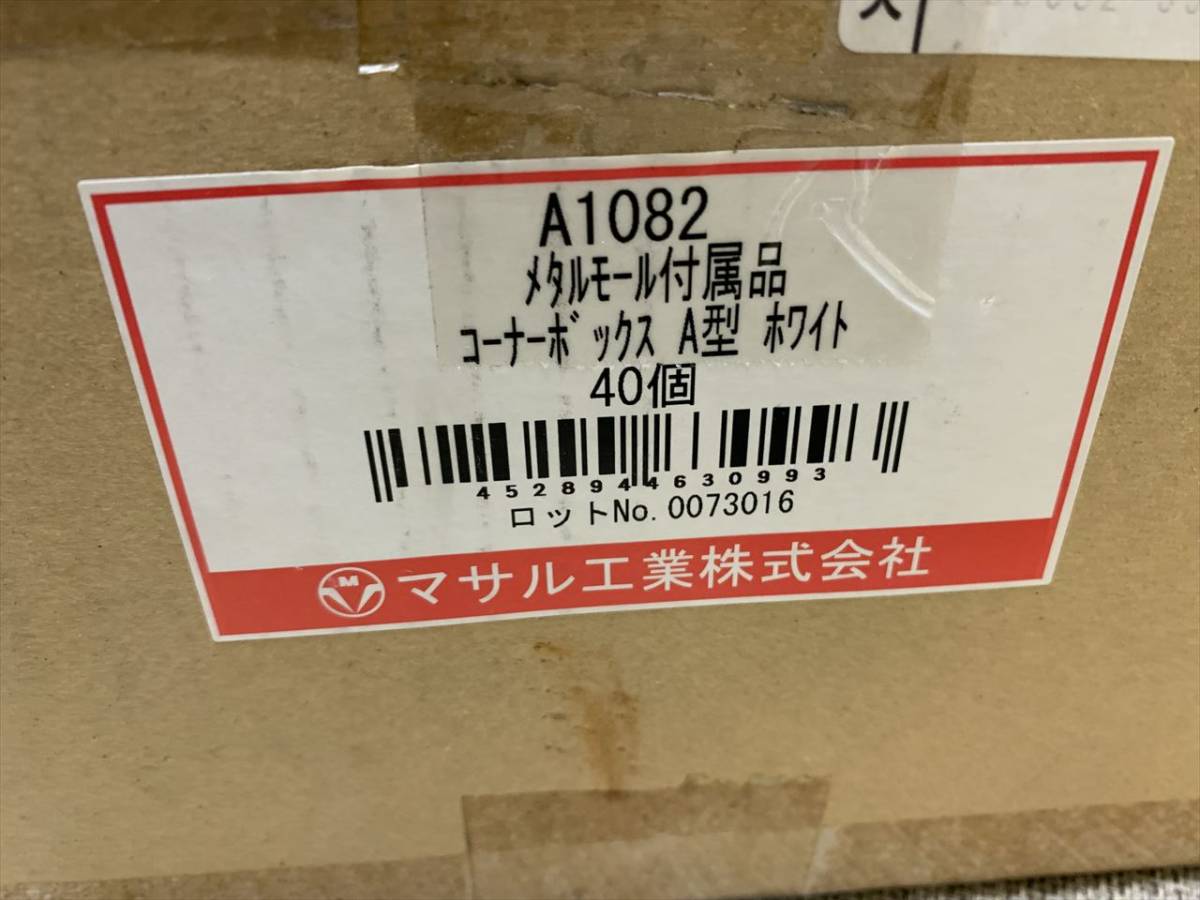 A1082
ﾒﾀﾙﾓｰﾙ付属品
ｺｰﾅｰﾎﾞｯｸｽ A型 ﾎﾜｲﾄ
40個
4528944630993
ロットNo.0073016
M マサル工業株式会社